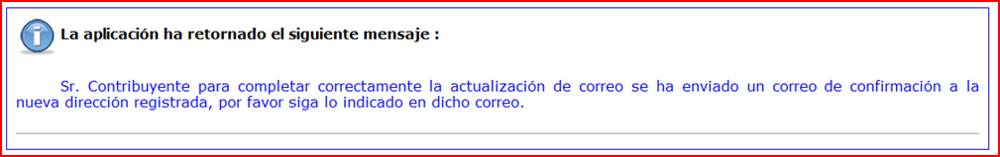 La aplicación ha retornado el siguiente mensaje :
Sr. Contribuyente para completar correctamente la actualización de correo se ha enviado un correo de confirmación a la
nueva dirección registrada, por favor siga lo indicado en dicho correo.